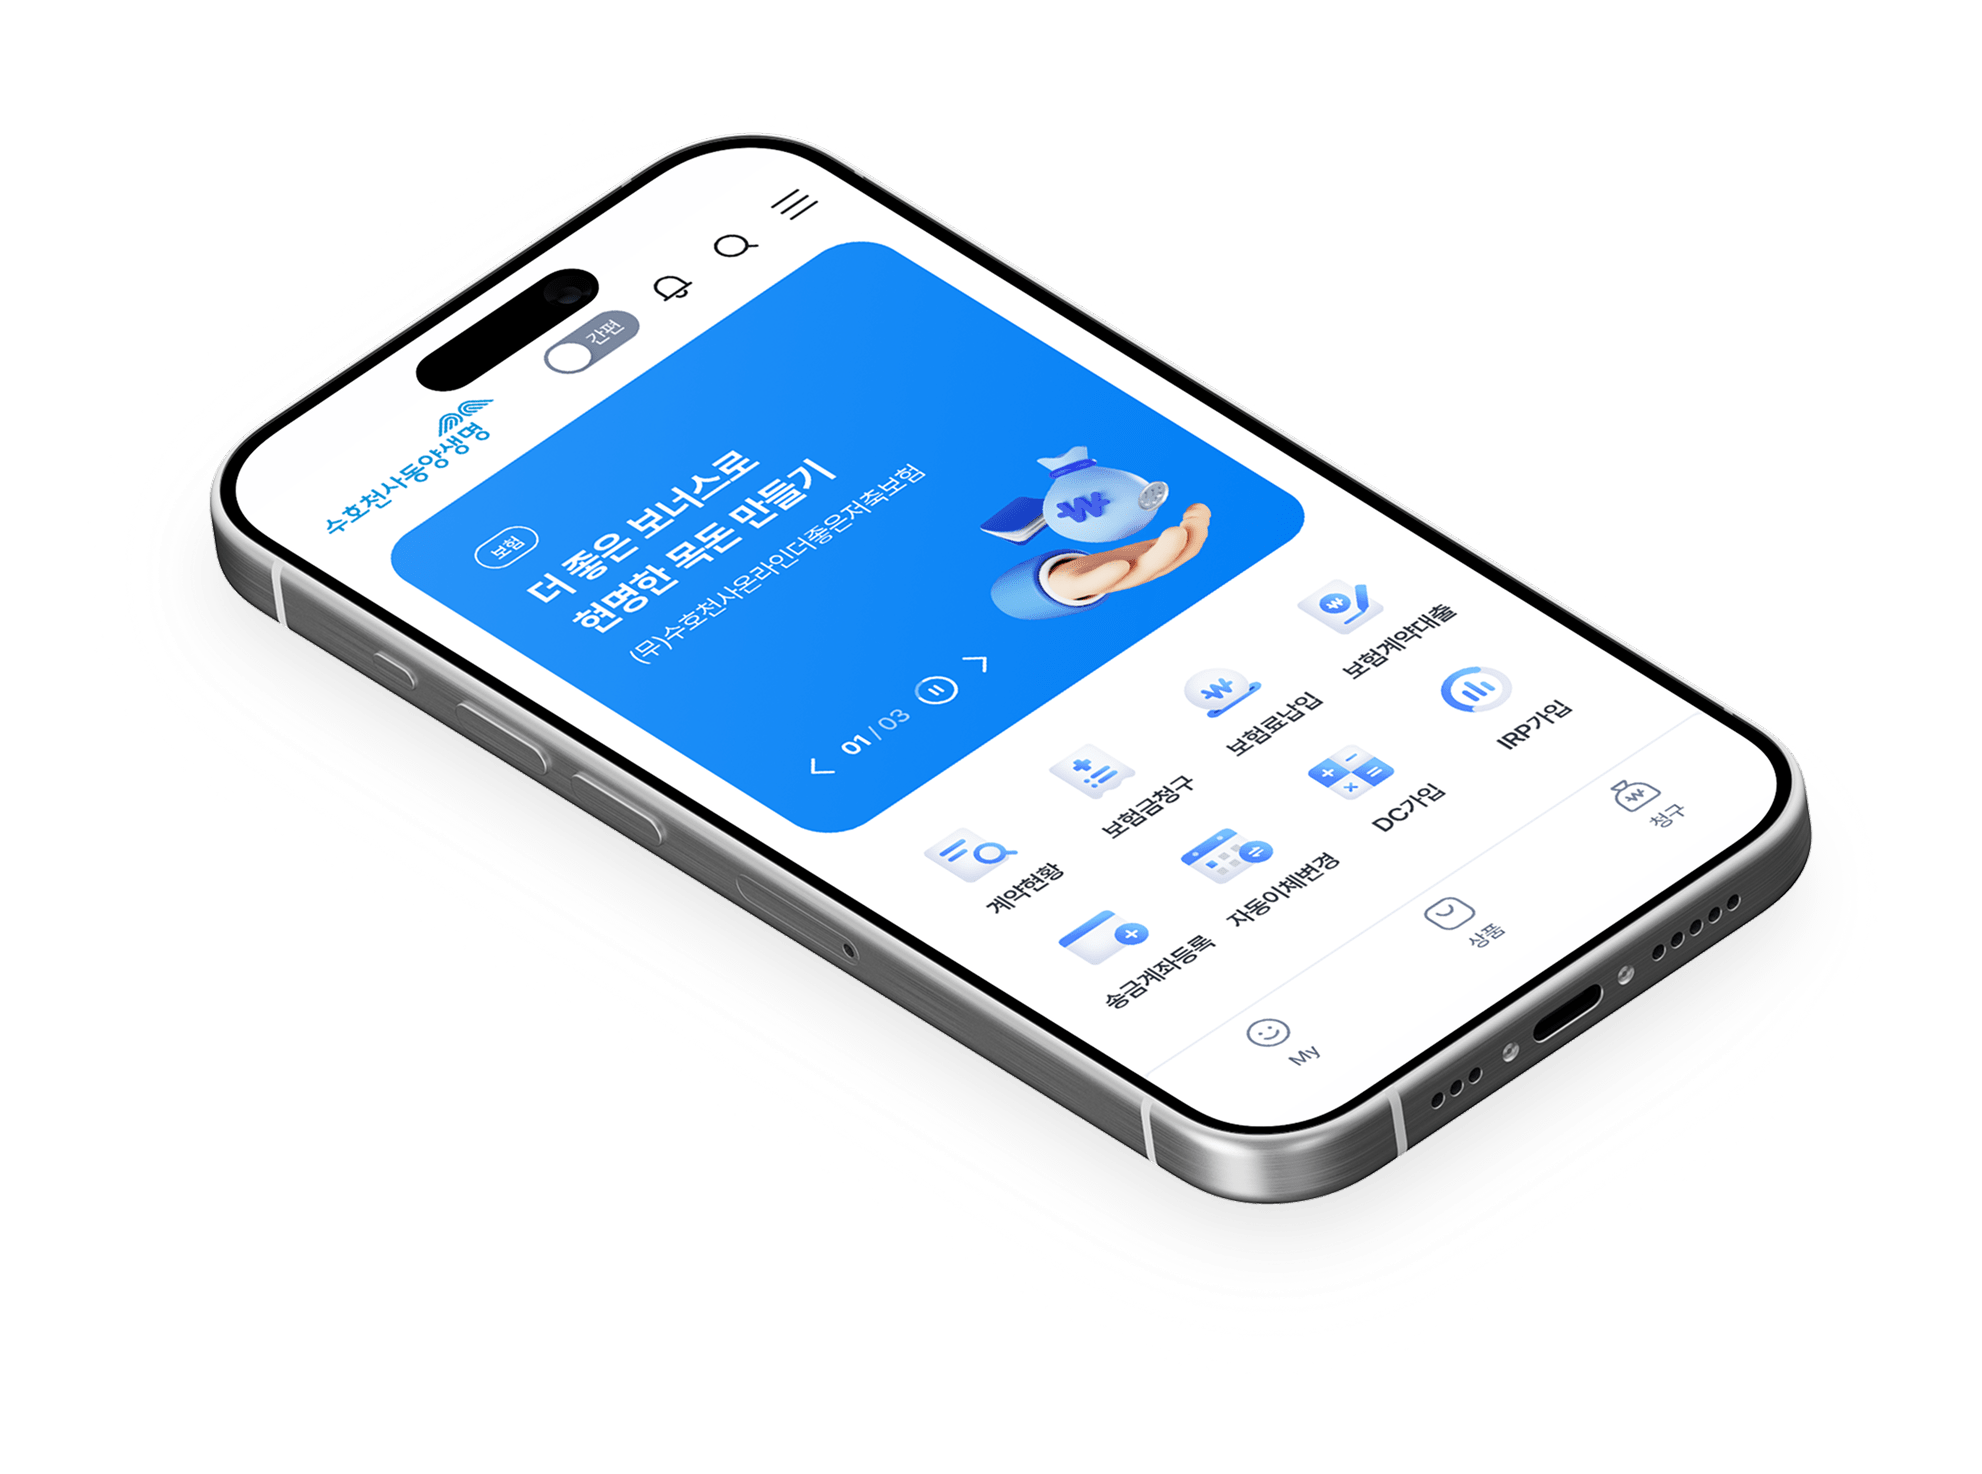 수호천사동양생명
간편
보험
더 좋은 보너스로
현명한 목돈 만들기
(무)수호천사온라인더좋은저축보험
01 / 03
계약현황
보험금청구
보험료납입
보험계약대출
송금계좌등록
자동이체변경
DC가입
IRP가입
My
상품
청구